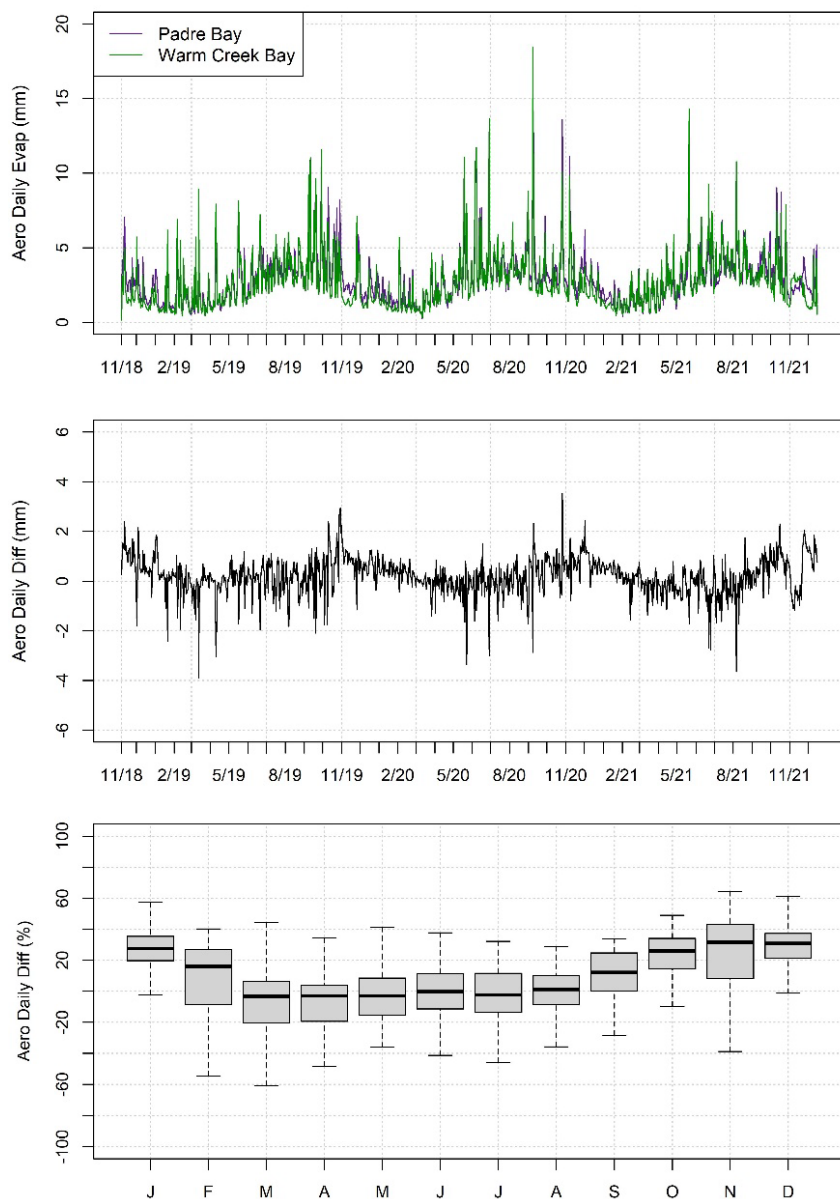 Aero Daily Evap (mm)
20
15
10
5
0
Padre Bay
Warm Creek Bay
11/18 2/19 5/19 8/19 11/19 2/20 5/20 8/20 11/20 2/21 5/21 8/21 11/21
Aero Daily Diff (mm)
6
4
2
0
-2
-4
-6
11/18 2/19 5/19 8/19 11/19 2/20 5/20 8/20 11/20 2/21 5/21 8/21 11/21
Aero Daily Diff (%)
100
60
20
-20
-60
-100
J F M A M J J A S O N D